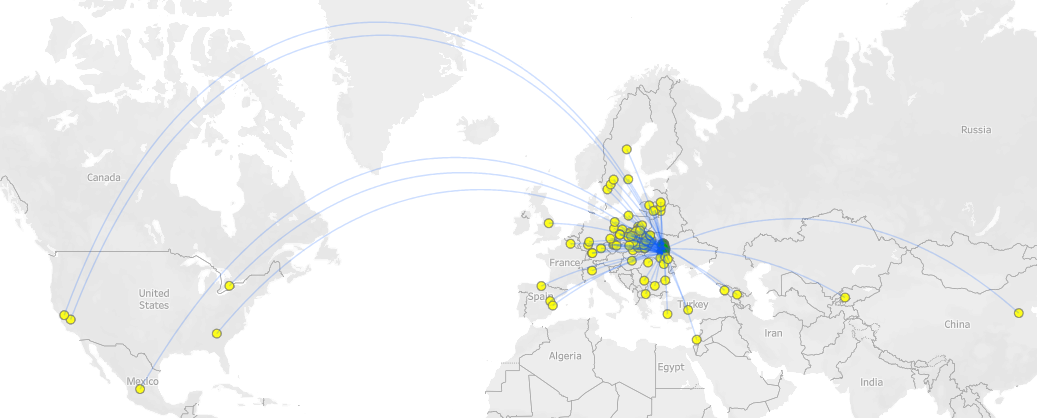 Russia
Canada
France
United
States
Spain
Turkey
China
Iran
Algeria
Egypt
Mexico
India